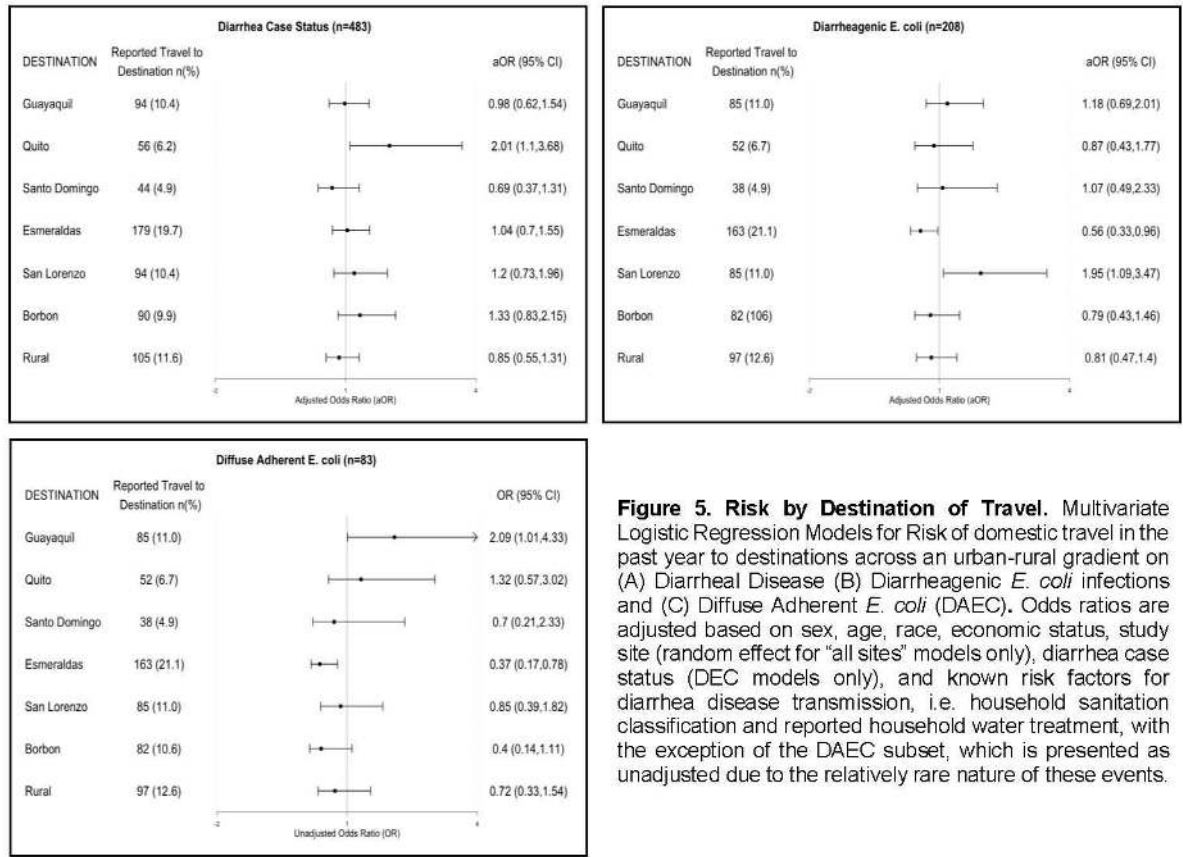 Diarrhea Case Status (n=483)
DESTINATION Reported Travel to Destination n(%) aOR (95% CI)
Guayaquil 94 (10.4) 0.98 (0.62,1.54)
Quito 56 (6.2) 2.01 (1.1,3.68)
Santo Domingo 44 (4.9) 0.69 (0.37,1.31)
Esmeraldas 179 (19.7) 1.04 (0.7,1.55)
San Lorenzo 94 (10.4) 1.2 (0.73,1.96)
Borbon 90 (9.9) 1.33 (0.83,2.15)
Rural 105 (11.6) 0.85 (0.55,1.31)
-2 1 4
Adjusted Odds Ratio (aOR)
Diarrheagenic E. coli (n=208)
DESTINATION Reported Travel to Destination n(%) aOR (95% CI)
Guayaquil 85 (11.0) 1.18 (0.69,2.01)
Quito 52 (6.7) 0.87 (0.43,1.77)
Santo Domingo 38 (4.9) 1.07 (0.49,2.33)
Esmeraldas 163 (21.1) 0.56 (0.33,0.96)
San Lorenzo 85 (11.0) 1.95 (1.09,3.47)
Borbon 82 (106) 0.79 (0.43,1.46)
Rural 97 (12.6) 0.81 (0.47,1.4)
-2 1 4
Adjusted Odds Ratio (aOR)
Diffuse Adherent E. coli (n=83)
DESTINATION Reported Travel to Destination n(%) OR (95% CI)
Guayaquil 85 (11.0) 2.09 (1.01,4.33)
Quito 52 (6.7) 1.32 (0.57,3.02)
Santo Domingo 38 (4.9) 0.7 (0.21,2.33)
Esmeraldas 163 (21.1) 0.37 (0.17,0.78)
San Lorenzo 85 (11.0) 0.85 (0.39,1.82)
Borbon 82 (10.6) 0.4 (0.14,1.11)
Rural 97 (12.6) 0.72 (0.33,1.54)
-2 1 4
Unadjusted Odds Ratio (OR)
Figure 5. Risk by Destination of Travel. Multivariate
Logistic Regression Models for Risk of domestic travel in the
past year to destinations across an urban-rural gradient on
(A) Diarrheal Disease (B) Diarrheagenic E. coli infections
and (C) Diffuse Adherent E. coli (DAEC). Odds ratios are
adjusted based on sex, age, race, economic status, study
site (random effect for "all sites" models only), diarrhea case
status (DEC models only), and known risk factors for
diarrhea disease transmission, i.e. household sanitation
classification and reported household water treatment, with
the exception of the DAEC subset, which is presented as
unadjusted due to the relatively rare nature of these events.